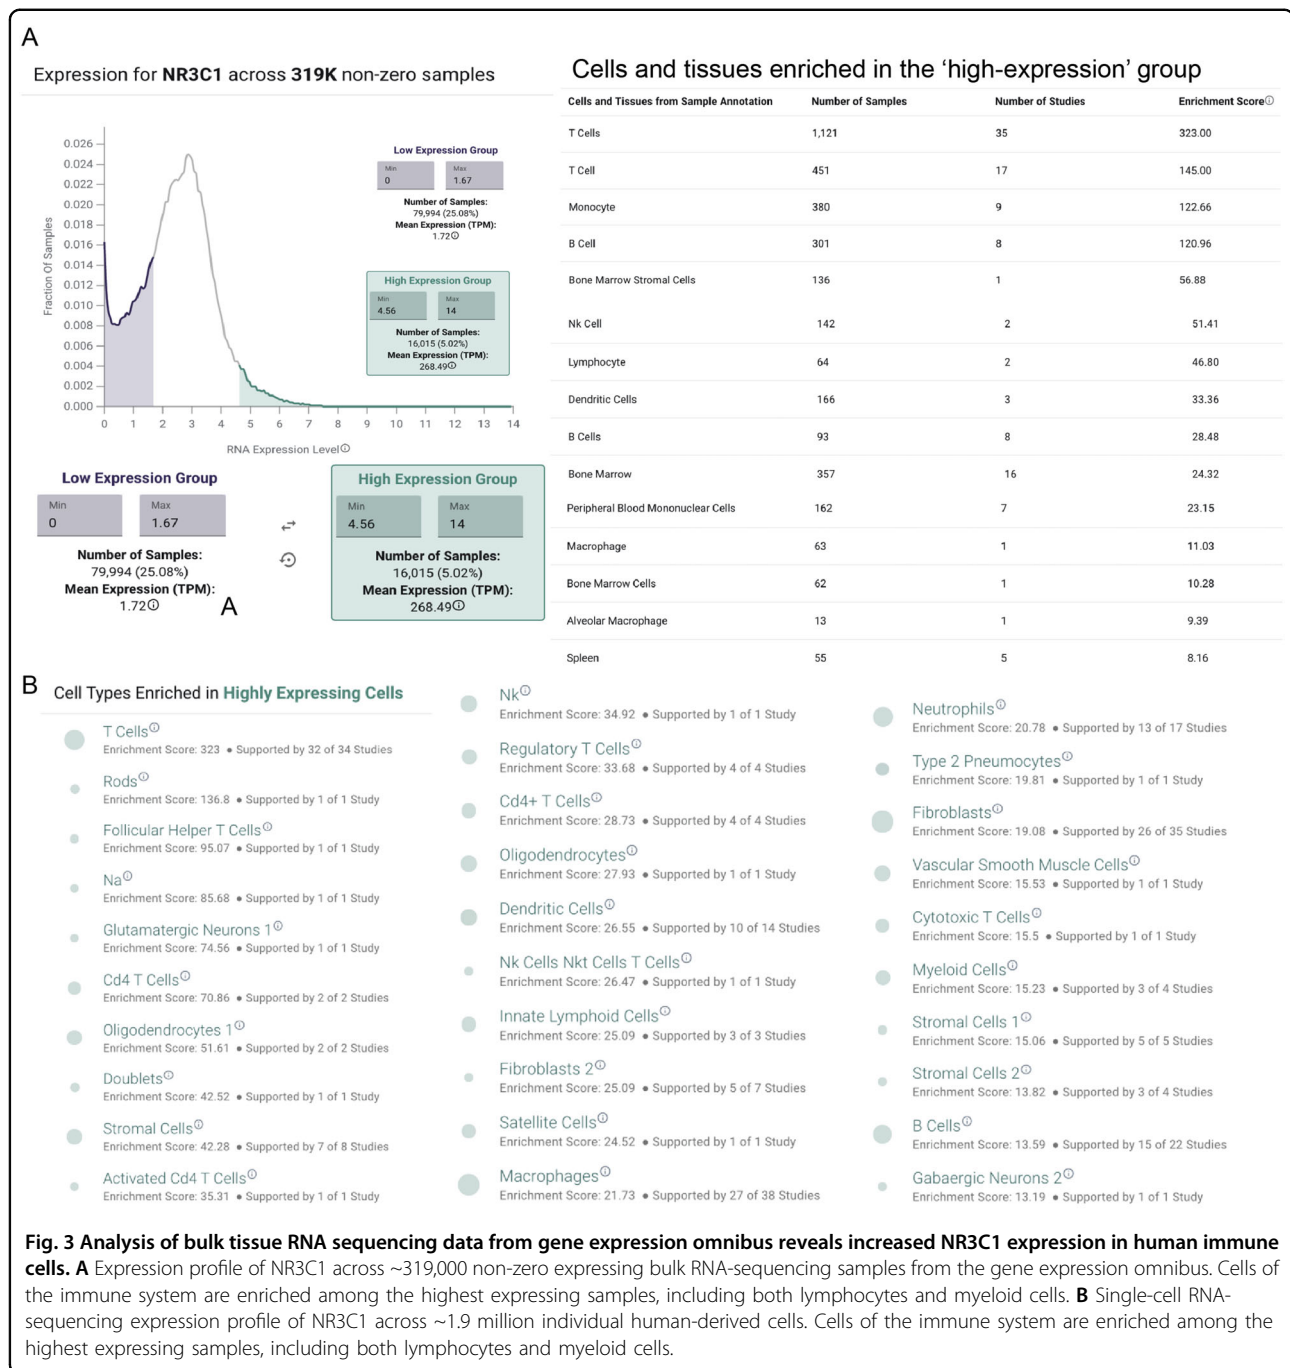 A
Expression for NR3C1 across 319K non-zero samples
Fraction Of Samples
0.026
0.024
0.022
0.020
0.018
0.016
0.014
0.012
0.010
0.008
0.006
0.004
0.002
0.000
0 1 2 3 4 5 6 7 8 9 10 11 12 13 14
RNA Expression Level
Low Expression Group
Min
0
Max
1.67
Number of Samples:
79,994 (25.08%)
Mean Expression (TPM):
1.72
High Expression Group
Min
4.56
Max
14
Number of Samples:
16,015 (5.02%)
Mean Expression (TPM):
268.49
Low Expression Group
Min
0
Max
1.67
Number of Samples:
79,994 (25.08%)
Mean Expression (TPM):
1.72
A
High Expression Group
Min
4.56
Max
14
Number of Samples:
16,015 (5.02%)
Mean Expression (TPM):
268.49
Cells and tissues enriched in the 'high-expression' group
Cells and Tissues from Sample Annotation Number of Samples Number of Studies Enrichment Score
T Cells 1,121 35 323.00
T Cell 451 17 145.00
Monocyte 380 9 122.66
B Cell 301 8 120.96
Bone Marrow Stromal Cells 136 1 56.88
Nk Cell 142 2 51.41
Lymphocyte 64 2 46.80
Dendritic Cells 166 3 33.36
B Cells 93 8 28.48
Bone Marrow 357 16 24.32
Peripheral Blood Mononuclear Cells 162 7 23.15
Macrophage 63 1 11.03
Bone Marrow Cells 62 1 10.28
Alveolar Macrophage 13 1 9.39
Spleen 55 5 8.16
B
Cell Types Enriched in Highly Expressing Cells
T Cells
Enrichment Score: 323 • Supported by 32 of 34 Studies
Rods
Enrichment Score: 136.8 • Supported by 1 of 1 Study
Follicular Helper T Cells
Enrichment Score: 95.07 • Supported by 1 of 1 Study
Na
Enrichment Score: 85.68 • Supported by 1 of 1 Study
Glutamatergic Neurons 1
Enrichment Score: 74.56 • Supported by 1 of 1 Study
Cd4 T Cells
Enrichment Score: 70.86 • Supported by 2 of 2 Studies
Oligodendrocytes 1
Enrichment Score: 51.61 • Supported by 2 of 2 Studies
Doublets
Enrichment Score: 42.52 • Supported by 1 of 1 Study
Stromal Cells
Enrichment Score: 42.28 • Supported by 7 of 8 Studies
Activated Cd4 T Cells
Enrichment Score: 35.31 • Supported by 1 of 1 Study
Nk
Enrichment Score: 34.92 • Supported by 1 of 1 Study
Regulatory T Cells
Enrichment Score: 33.68 • Supported by 4 of 4 Studies
Cd4+ T Cells
Enrichment Score: 28.73 • Supported by 4 of 4 Studies
Oligodendrocytes
Enrichment Score: 27.93 • Supported by 1 of 1 Study
Dendritic Cells
Enrichment Score: 26.55 • Supported by 10 of 14 Studies
Nk Cells Nkt Cells T Cells
Enrichment Score: 26.47 • Supported by 1 of 1 Study
Innate Lymphoid Cells
Enrichment Score: 25.09 • Supported by 3 of 3 Studies
Fibroblasts 2
Enrichment Score: 25.09 • Supported by 5 of 7 Studies
Satellite Cells
Enrichment Score: 24.52 • Supported by 1 of 1 Study
Macrophages
Enrichment Score: 21.73 • Supported by 27 of 38 Studies
Neutrophils
Enrichment Score: 20.78 • Supported by 13 of 17 Studies
Type 2 Pneumocytes
Enrichment Score: 19.81 • Supported by 1 of 1 Study
Fibroblasts
Enrichment Score: 19.08 • Supported by 26 of 35 Studies
Vascular Smooth Muscle Cells
Enrichment Score: 15.53 • Supported by 1 of 1 Study
Cytotoxic T Cells
Enrichment Score: 15.5 • Supported by 1 of 1 Study
Myeloid Cells
Enrichment Score: 15.23 • Supported by 3 of 4 Studies
Stromal Cells 1
Enrichment Score: 15.06 • Supported by 5 of 5 Studies
Stromal Cells 2
Enrichment Score: 13.82 • Supported by 3 of 4 Studies
B Cells
Enrichment Score: 13.59 • Supported by 15 of 22 Studies
Gabaergic Neurons 2
Enrichment Score: 13.19 • Supported by 1 of 1 Study
Fig. 3 Analysis of bulk tissue RNA sequencing data from gene expression omnibus reveals increased NR3C1 expression in human immune
cells. A Expression profile of NR3C1 across ~319,000 non-zero expressing bulk RNA-sequencing samples from the gene expression omnibus. Cells of
the immune system are enriched among the highest expressing samples, including both lymphocytes and myeloid cells. B Single-cell RNA-
sequencing expression profile of NR3C1 across ~1.9 million individual human-derived cells. Cells of the immune system are enriched among the
highest expressing samples, including both lymphocytes and myeloid cells.